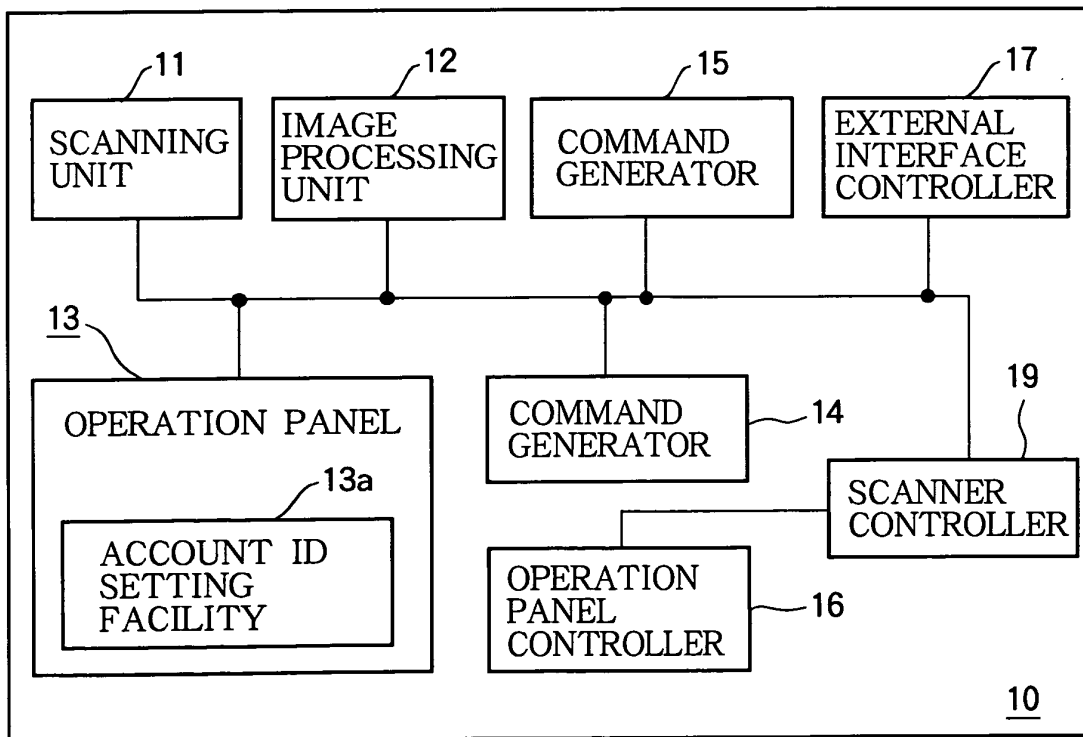 11
12
15
17
SCANNING
UNIT
IMAGE
PROCESSING
UNIT
COMMAND
GENERATOR
EXTERNAL
INTERFACE
CONTROLLER
13
OPERATION PANEL
13a
ACCOUNT ID
SETTING
FACILITY
COMMAND
GENERATOR
14
19
SCANNER
CONTROLLER
OPERATION
PANEL
CONTROLLER
16
10